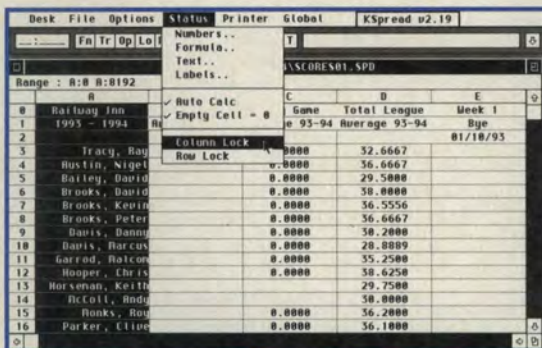 Desk File Options Status Printer Global KSpread v2.19
Fn Tr Op Lo T
Numbers..
Formula..
Text..
Labels..
✓ Auto Calc
✓ Empty Cell = 0
Column Lock
Row Lock
\SCORES01.SPD
Range : A:0 A:8192
A C D E
0 Railway Inn Game Total League Week 1
1 1993 - 1994 e 93-94 Average 93-94 Bye
2 01/10/93
3 Tracy, Ray 32.6667
4 Austin, Nigel 0.0000 36.6667
5 Bailey, David 0.0000 29.5000
6 Brooks, David 0.0000 38.0000
7 Brooks, Kevin 0.0000 36.5556
8 Brooks, Peter 0.0000 36.6667
9 Davis, Danny 0.0000 30.2000
10 Davis, Marcus 0.0000 28.8889
11 Garrod, Malcom 0.0000 35.2500
12 Hooper, Chris 0.0000 38.6250
13 Horseman, Keith 29.7500
14 McColl, Andy 30.0000
15 Monks, Roy 0.0000 36.2000
16 Parker, Clive 0.0000 36.1000